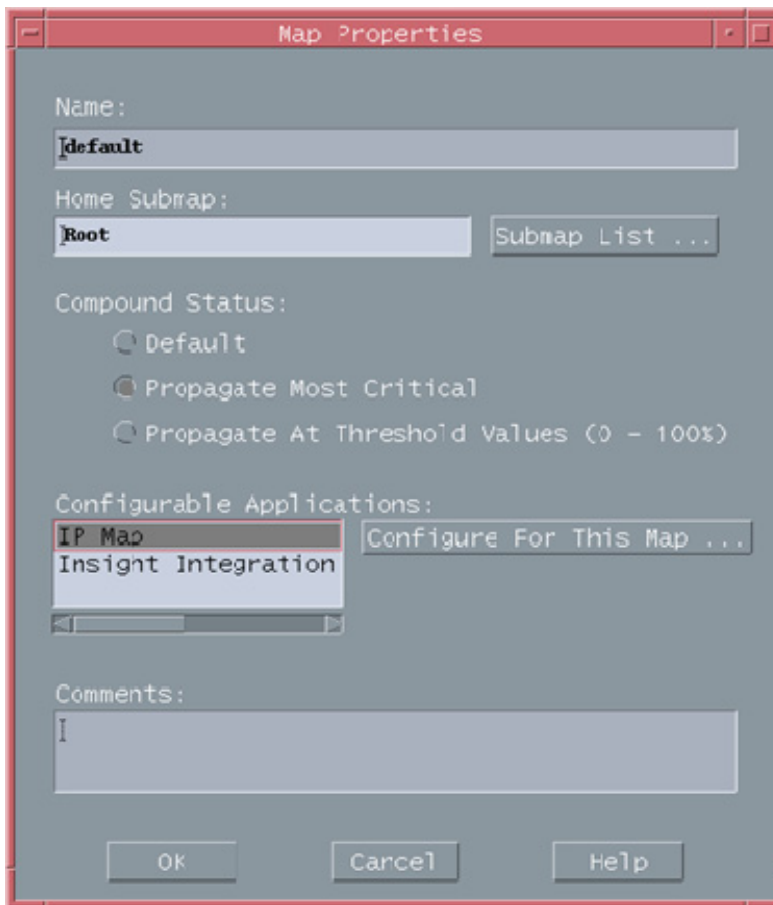 Map Properties
Name:
default
Home Submap:
Root
Submap List ...
Compound Status:
Default
Propagate Most Critical
Propagate At Threshold Values (0 - 100%)
Configurable Applications:
IP Map
Configure For This Map ...
Insight Integration
Comments:
OK
Cancel
Help